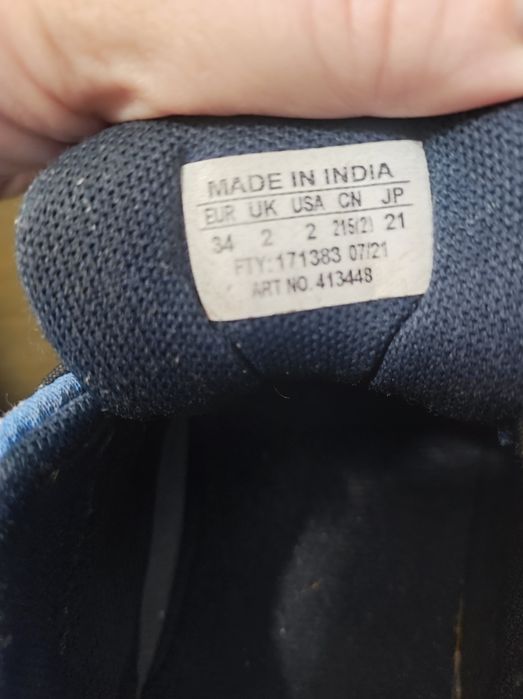 MADE IN INDIA
EUR UK USA CN JP
34 2 2 215(2) 21
FTY:171383 07/21
ART NO. 413448